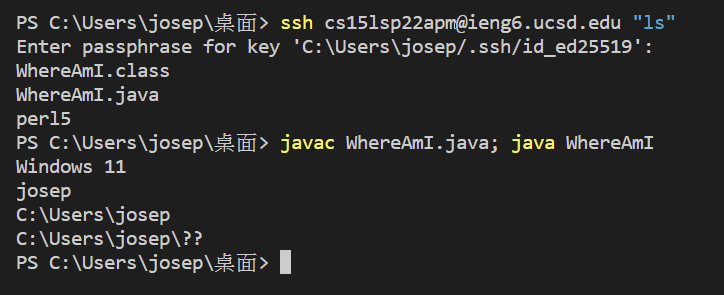 PS C:\Users\josep\桌面> ssh cs15lsp22apm@ieng6.ucsd.edu "ls"
Enter passphrase for key 'C:\Users\josep/.ssh/id_ed25519':
WhereAmI.class
WhereAmI.java
perl5
PS C:\Users\josep\桌面> javac WhereAmI.java; java WhereAmI
Windows 11
josep
C:\Users\josep
C:\Users\josep\??
PS C:\Users\josep\桌面>